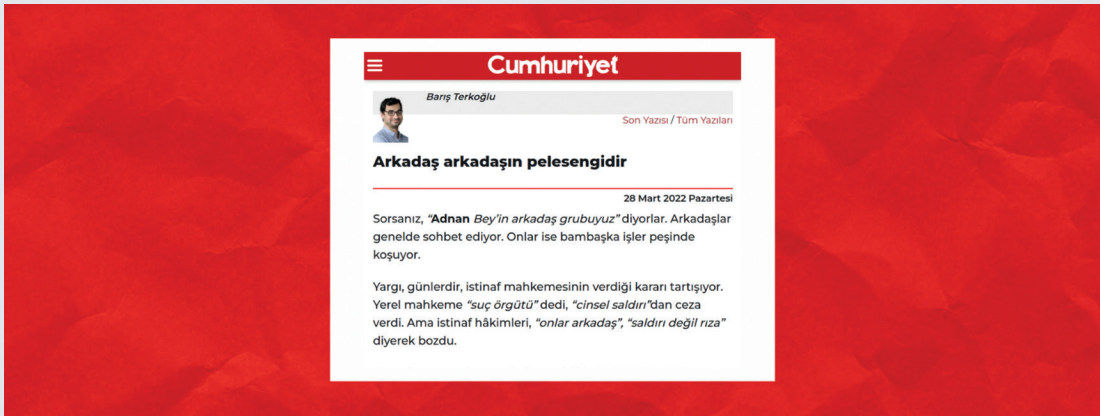 Cumhuriyet
Barış Terkoğlu
Son Yazısı / Tüm Yazıları
Arkadaş arkadaşın pelesengidir
28 Mart 2022 Pazartesi
Sorsanız, “Adnan Bey’in arkadaş grubuyuz” diyorlar. Arkadaşlar
genelde sohbet ediyor. Onlar ise bambaşka işler peşinde
koşuyor.
Yargı, günlerdir, istinaf mahkemesinin verdiği kararı tartışıyor.
Yerel mahkeme “suç örgütü” dedi, “cinsel saldırı”dan ceza
verdi. Ama istinaf hâkimleri, “onlar arkadaş”, “saldırı değil rıza”
diyerek bozdu.